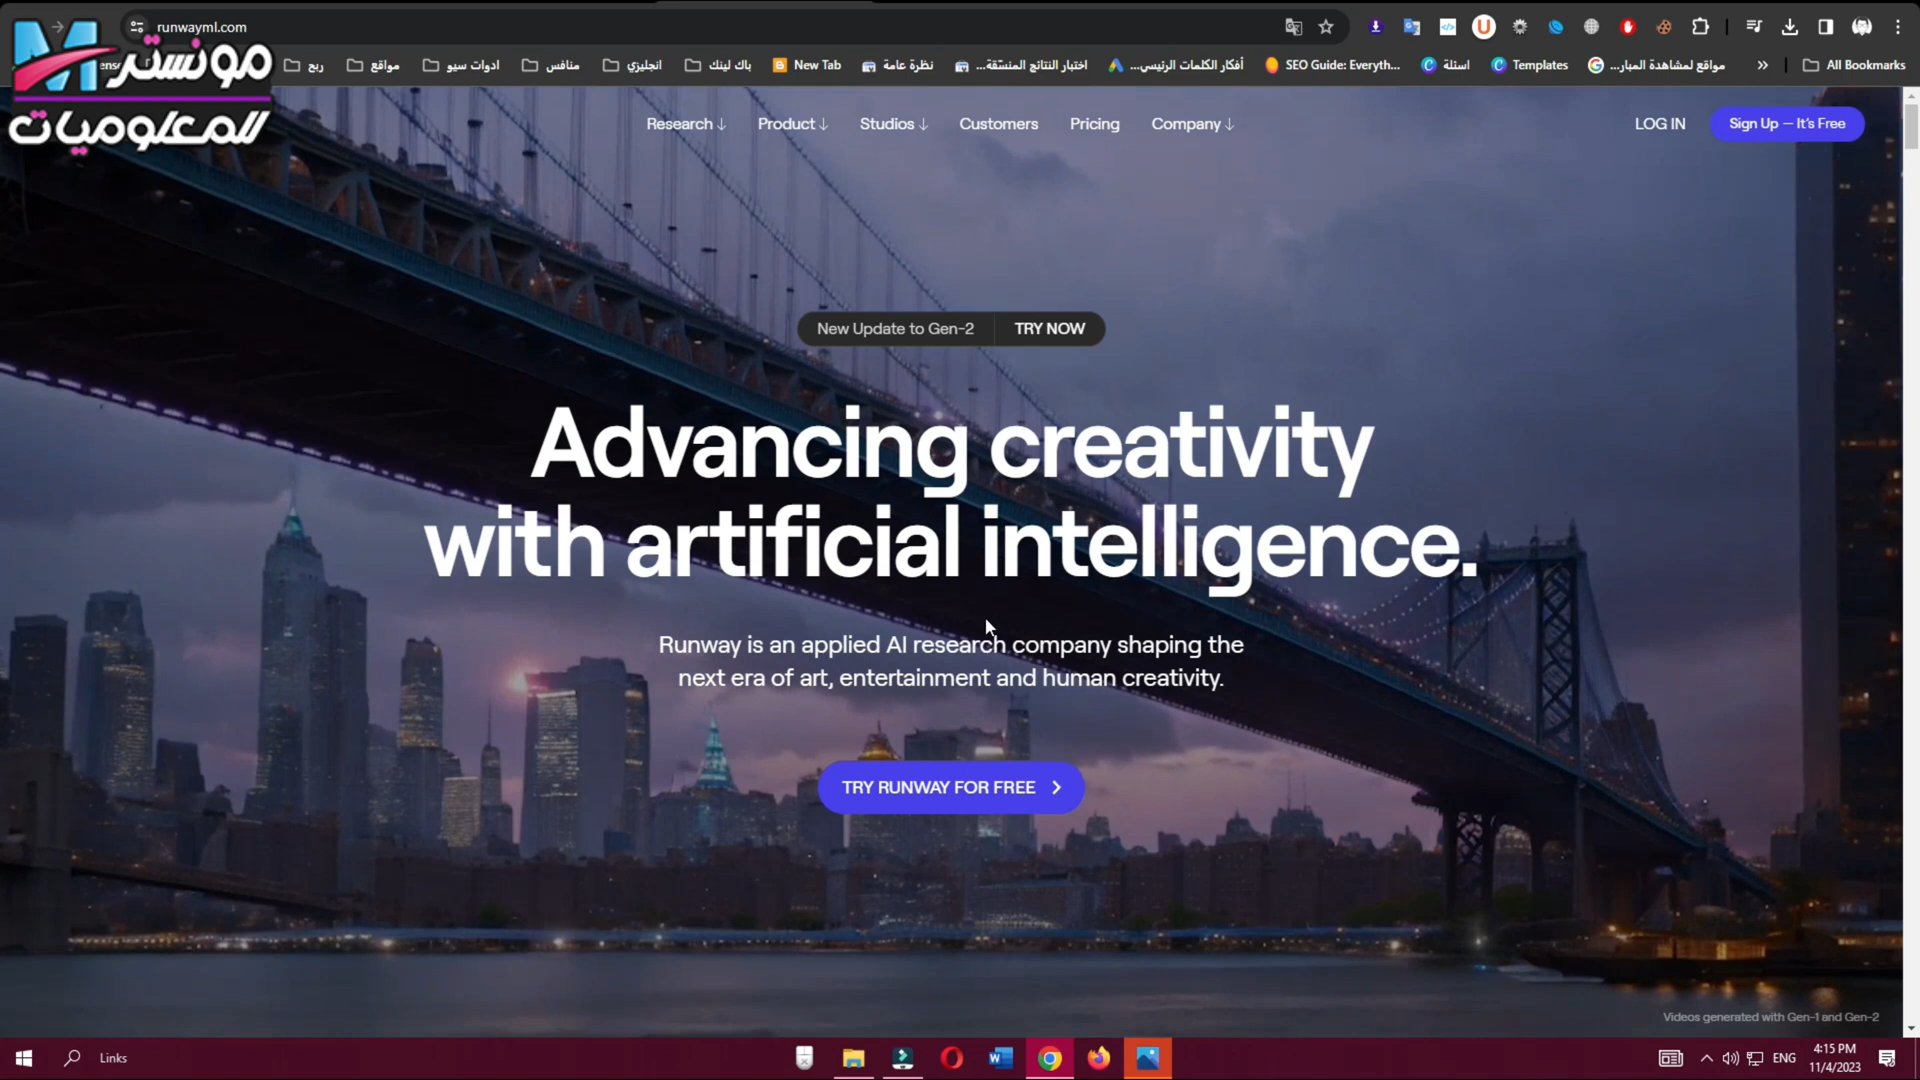 runwayml.com
مونستر
للمعلوميات
ربح
مواقع
ادوات سيو
منافس
انجليزي
باك لينك
New Tab
نظرة عامة
اختبار النتائج المنسّقة...
أفكار الكلمات الرئيسي...
SEO Guide: Everyth...
اسئلة
Templates
مواقع لمشاهدة المبار...
All Bookmarks
Research
Product
Studios
Customers
Pricing
Company
LOG IN
Sign Up — It's Free
New Update to Gen-2
TRY NOW
Advancing creativity
with artificial intelligence.
Runway is an applied AI research company shaping the
next era of art, entertainment and human creativity.
TRY RUNWAY FOR FREE
Videos generated with Gen-1 and Gen-2
Links
ENG
4:15 PM
11/4/2023